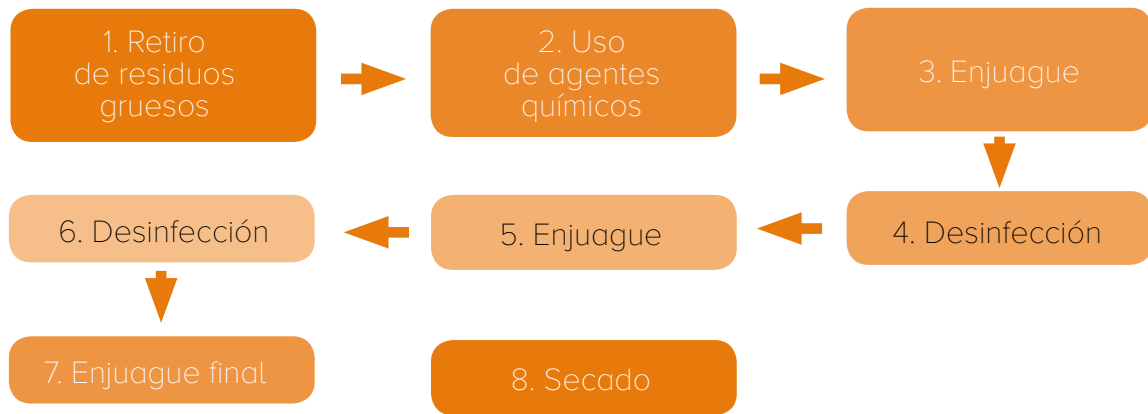 1. Retiro
de residuos
gruesos
2. Uso
de agentes
químicos
3. Enjuague
4. Desinfección
5. Enjuague
6. Desinfección
7. Enjuague final
8. Secado